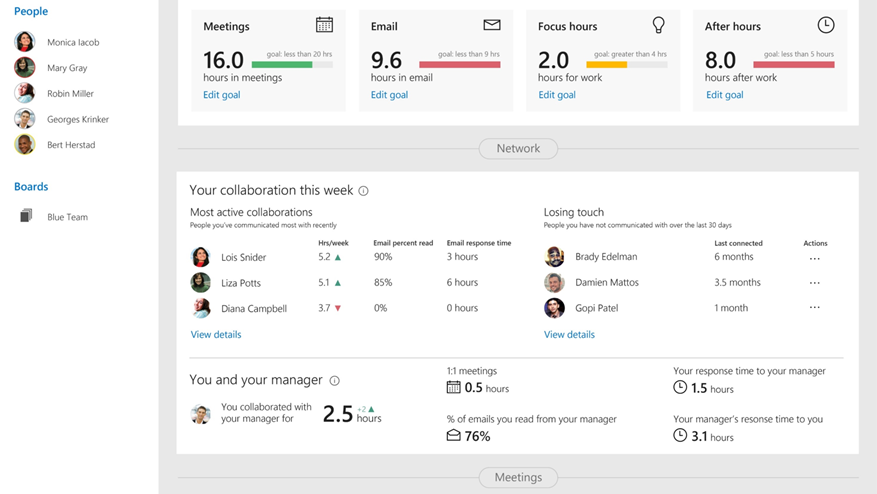 People
Monica Iacob
Mary Gray
Robin Miller
Georges Krinker
Bert Herstad
Boards
Blue Team
Meetings
16.0
goal: less than 20 hrs
hours in meetings
Edit goal
Email
9.6
goal: less than 9 hrs
hours in email
Edit goal
Focus hours
2.0
goal: greater than 4 hrs
hours for work
Edit goal
After hours
8.0
goal: less than 5 hours
hours after work
Edit goal
Network
Your collaboration this week
Most active collaborations
People you've communicated most with recently
Hrs/week Email percent read Email response time
Lois Snider 5.2 90% 3 hours
Liza Potts 5.1 85% 6 hours
Diana Campbell 3.7 0% 0 hours
View details
Losing touch
People you have not communicated with over the last 30 days
Last connected Actions
Brady Edelman 6 months ...
Damien Mattos 3.5 months ...
Gopi Patel 1 month ...
View details
You and your manager
You collaborated with
your manager for
2.5 +2 hours
1:1 meetings
0.5 hours
% of emails you read from your manager
76%
Your response time to your manager
1.5 hours
Your manager's resonse time to you
3.1 hours
Meetings